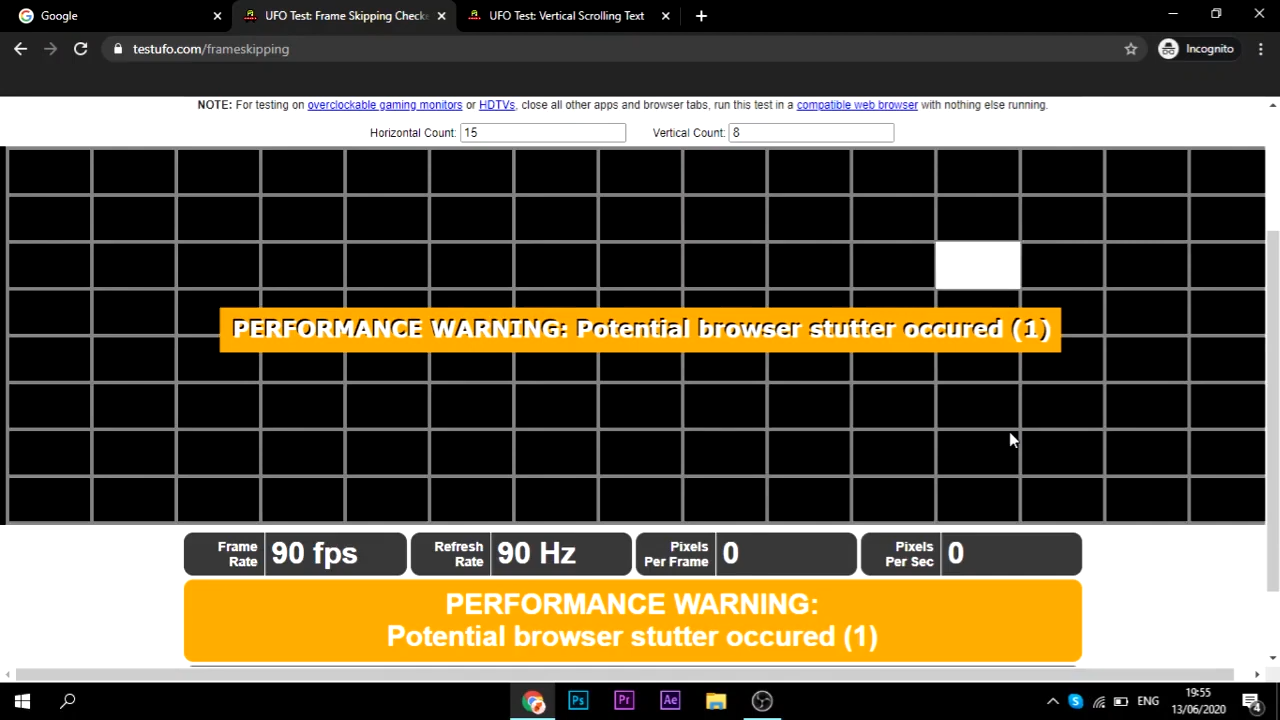 Google
UFO Test: Frame Skipping Check
UFO Test: Vertical Scrolling Text
testufo.com/frameskipping
Incognito
NOTE: For testing on overclockable gaming monitors or HDTVs, close all other apps and browser tabs, run this test in a compatible web browser with nothing else running.
Horizontal Count: 15 Vertical Count: 8
PERFORMANCE WARNING: Potential browser stutter occured (1)
Frame Rate 90 fps
Refresh Rate 90 Hz
Pixels Per Frame 0
Pixels Per Sec 0
PERFORMANCE WARNING:
Potential browser stutter occured (1)
Ps
Pr
Ae
ENG
19:55
13/06/2020
4